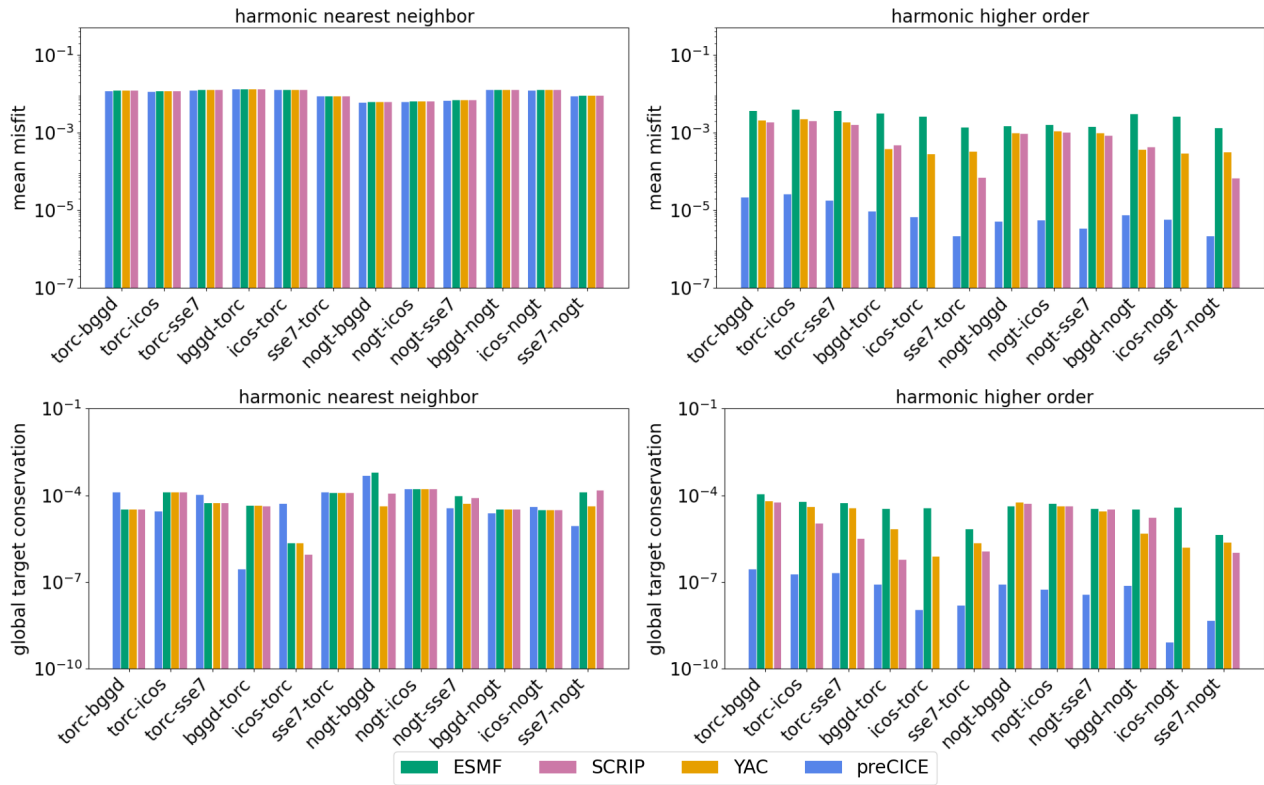 harmonic nearest neighbor
mean misfit
10^-1
10^-3
10^-5
10^-7
torc-bggd
torc-icos
torc-sse7
bggd-torc
icos-torc
sse7-torc
nogt-bggd
nogt-icos
nogt-sse7
bggd-nogt
icos-nogt
sse7-nogt
harmonic higher order
mean misfit
10^-1
10^-3
10^-5
10^-7
torc-bggd
torc-icos
torc-sse7
bggd-torc
icos-torc
sse7-torc
nogt-bggd
nogt-icos
nogt-sse7
bggd-nogt
icos-nogt
sse7-nogt
harmonic nearest neighbor
global target conservation
10^-1
10^-4
10^-7
10^-10
torc-bggd
torc-icos
torc-sse7
bggd-torc
icos-torc
sse7-torc
nogt-bggd
nogt-icos
nogt-sse7
bggd-nogt
icos-nogt
sse7-nogt
harmonic higher order
global target conservation
10^-1
10^-4
10^-7
10^-10
torc-bggd
torc-icos
torc-sse7
bggd-torc
icos-torc
sse7-torc
nogt-bggd
nogt-icos
nogt-sse7
bggd-nogt
icos-nogt
sse7-nogt
ESMF SCRIP YAC preCICE